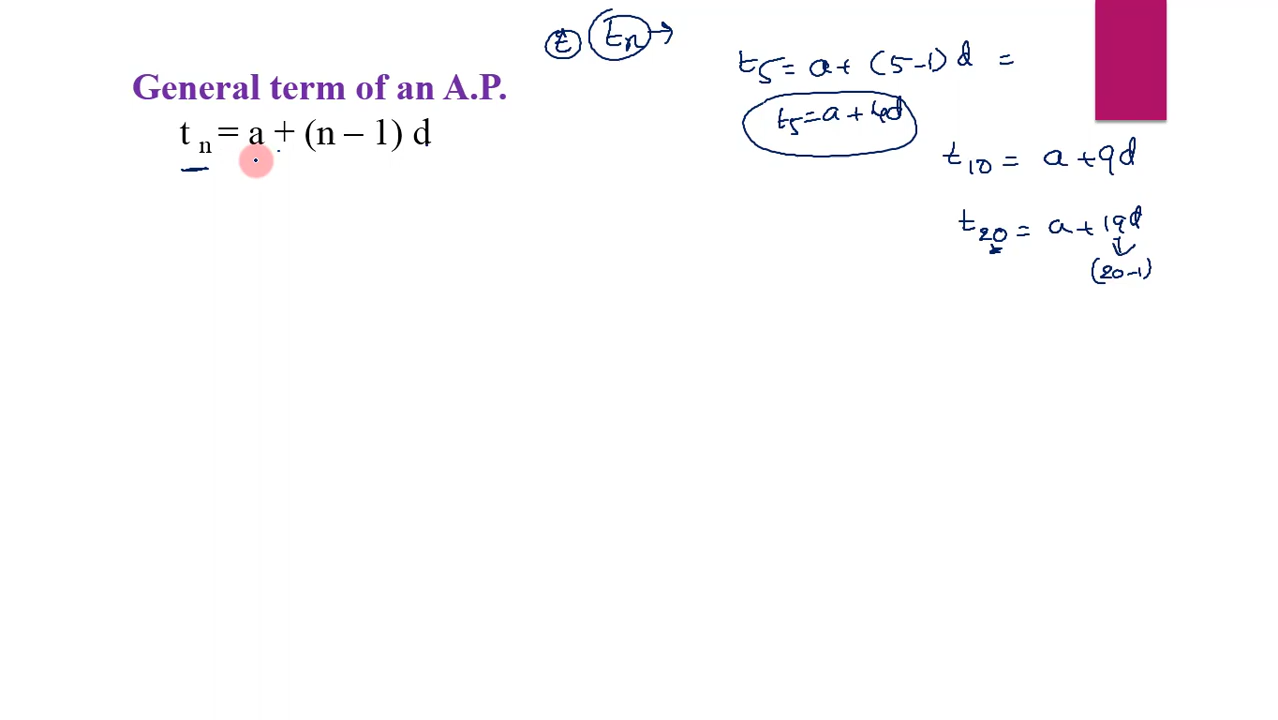 General term of an A.P.
t n = a + (n – 1) d
t tn →
t5 = a + (5-1) d =
t5 = a + 4d
t10 = a + 9d
t20 = a + 19d
(20-1)